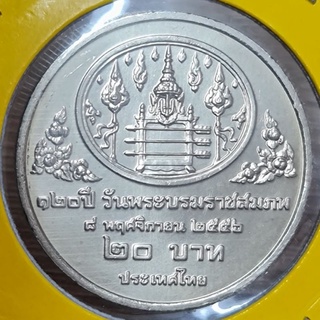 ๑๒๐ ปี วันพระบรมราชสมภพ
๘ พฤศจิกายน ๒๕๕๖
๒๐ บาท
ประเทศไทย